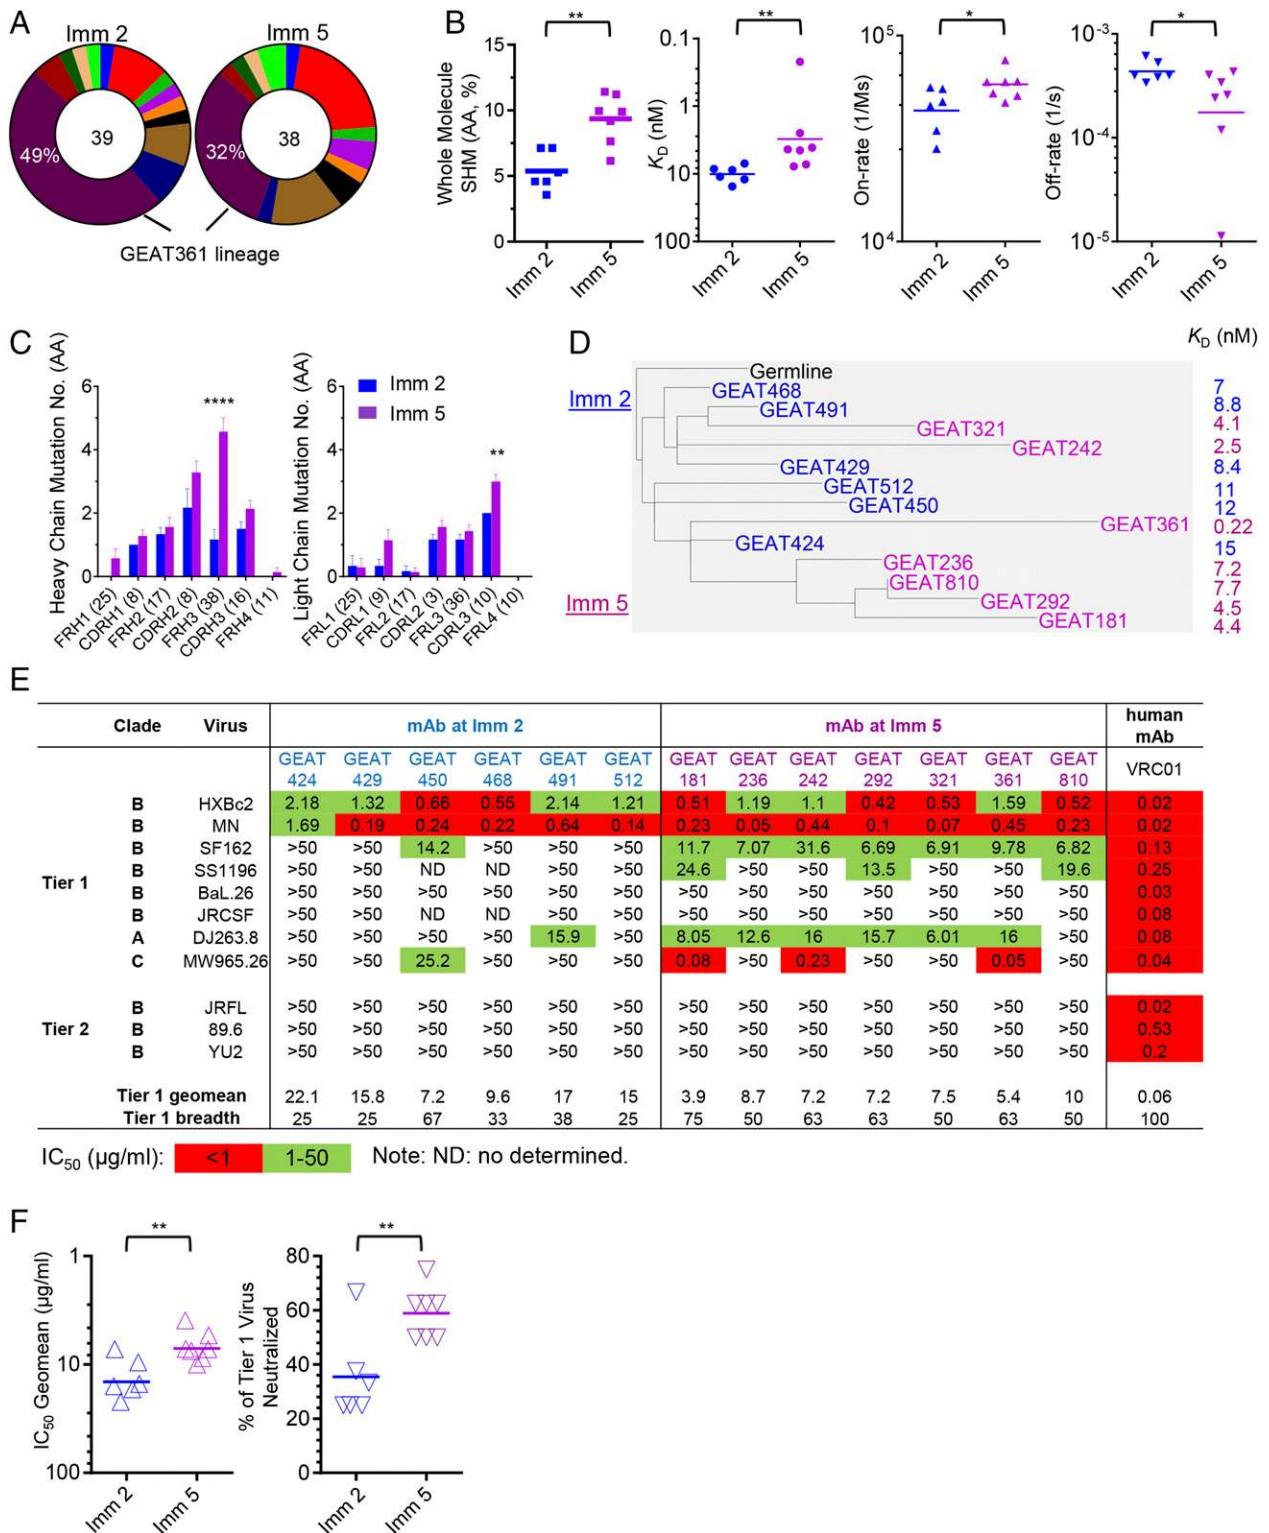 A
Imm 2
Imm 5
39
38
49%
32%
GEAT361 lineage
B
**
Whole Molecule
SHM (AA, %)
15
10
5
0
Imm 2
Imm 5
**
K_D (nM)
0.1
1
10
100
Imm 2
Imm 5
*
On-rate (1/Ms)
10^5
10^4
Imm 2
Imm 5
*
Off-rate (1/s)
10^-3
10^-4
10^-5
Imm 2
Imm 5
C
Heavy Chain Mutation No. (AA)
6
4
2
0
****
FRH1 (25)
CDRH1 (8)
FRH2 (17)
CDRH2 (8)
FRH3 (38)
CDRH3 (16)
FRH4 (11)
Light Chain Mutation No. (AA)
6
4
2
0
Imm 2
Imm 5
**
FRL1 (25)
CDRL1 (9)
FRL2 (17)
CDRL2 (3)
FRL3 (36)
CDRL3 (10)
FRL4 (10)
D
K_D (nM)
Imm 2
Imm 5
Germline
GEAT468 7
GEAT491 8.8
GEAT321 4.1
GEAT242 2.5
GEAT429 8.4
GEAT512 11
GEAT450 12
GEAT361 0.22
GEAT424 15
GEAT236 7.2
GEAT810 7.7
GEAT292 4.5
GEAT181 4.4
E
Clade Virus mAb at Imm 2 mAb at Imm 5 human mAb
GEAT 424 GEAT 429 GEAT 450 GEAT 468 GEAT 491 GEAT 512 GEAT 181 GEAT 236 GEAT 242 GEAT 292 GEAT 321 GEAT 361 GEAT 810 VRC01
Tier 1
B HXBc2 2.18 1.32 0.66 0.55 2.14 1.21 0.51 1.19 1.1 0.42 0.53 1.59 0.52 0.02
B MN 1.69 0.19 0.24 0.22 0.64 0.14 0.23 0.05 0.44 0.1 0.07 0.45 0.23 0.02
B SF162 >50 >50 14.2 >50 >50 >50 11.7 7.07 31.6 6.69 6.91 9.78 6.82 0.13
B SS1196 >50 >50 ND ND >50 >50 24.6 >50 >50 13.5 >50 >50 19.6 0.25
B BaL.26 >50 >50 >50 >50 >50 >50 >50 >50 >50 >50 >50 >50 >50 0.03
B JRCSF >50 >50 ND ND >50 >50 >50 >50 >50 >50 >50 >50 >50 0.08
A DJ263.8 >50 >50 >50 >50 15.9 >50 8.05 12.6 16 15.7 6.01 16 >50 0.08
C MW965.26 >50 >50 25.2 >50 >50 >50 0.08 >50 0.23 >50 >50 0.05 >50 0.04
Tier 2
B JRFL >50 >50 >50 >50 >50 >50 >50 >50 >50 >50 >50 >50 >50 0.02
B 89.6 >50 >50 >50 >50 >50 >50 >50 >50 >50 >50 >50 >50 >50 0.53
B YU2 >50 >50 >50 >50 >50 >50 >50 >50 >50 >50 >50 >50 >50 0.2
Tier 1 geomean 22.1 15.8 7.2 9.6 17 15 3.9 8.7 7.2 7.2 7.5 5.4 10 0.06
Tier 1 breadth 25 25 67 33 38 25 75 50 63 63 50 63 50 100
IC50 (μg/ml): <1 1-50 Note: ND: no determined.
F
**
IC50 Geomean (μg/ml)
1
10
100
Imm 2
Imm 5
**
% of Tier 1 Virus
Neutralized
80
60
40
20
0
Imm 2
Imm 5